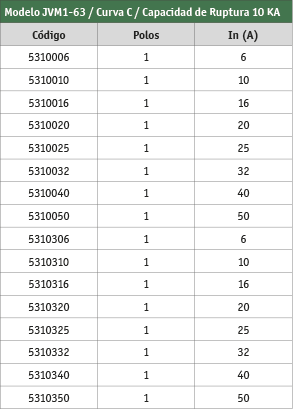 Modelo JVM1-63 / Curva C / Capacidad de Ruptura 10 KA
Código Polos In (A)
5310006 1 6
5310010 1 10
5310016 1 16
5310020 1 20
5310025 1 25
5310032 1 32
5310040 1 40
5310050 1 50
5310306 1 6
5310310 1 10
5310316 1 16
5310320 1 20
5310325 1 25
5310332 1 32
5310340 1 40
5310350 1 50